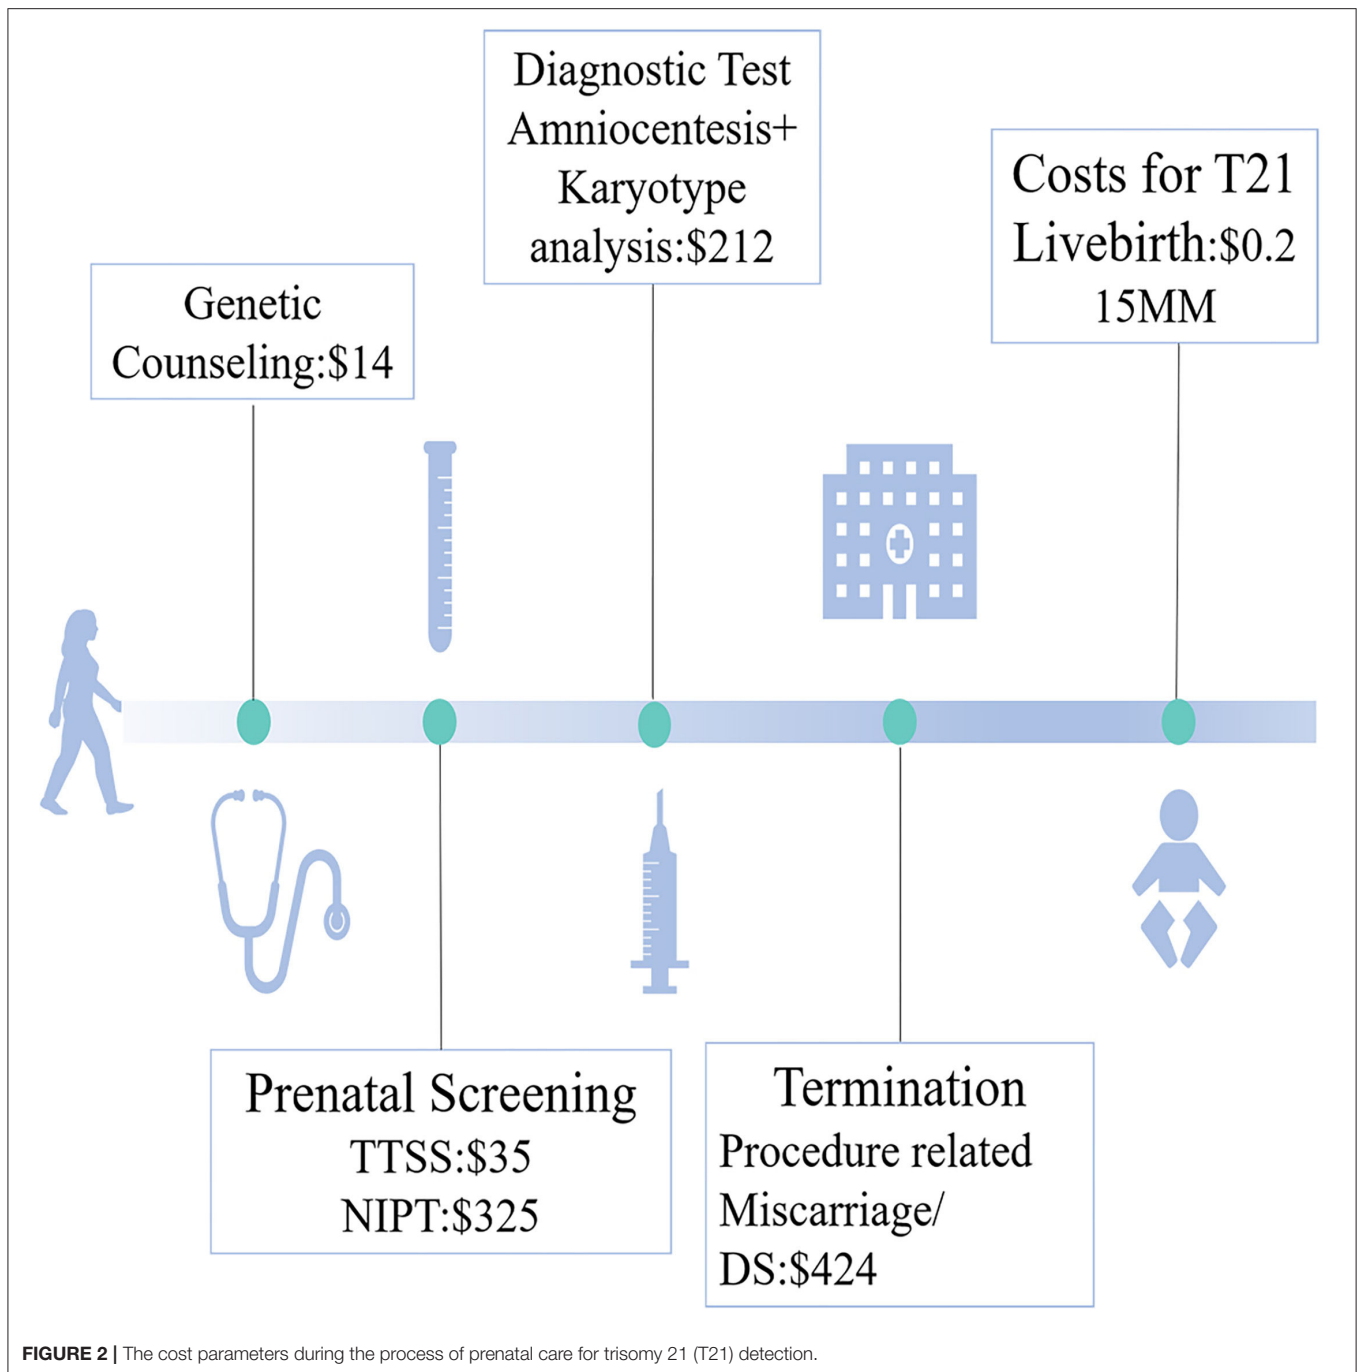 Diagnostic Test
Amniocentesis+
Karyotype
analysis:$212
Costs for T21
Livebirth:$0.2
15MM
Genetic
Counseling:$14
Prenatal Screening
TTSS:$35
NIPT:$325
Termination
Procedure related
Miscarriage/
DS:$424
FIGURE 2 | The cost parameters during the process of prenatal care for trisomy 21 (T21) detection.